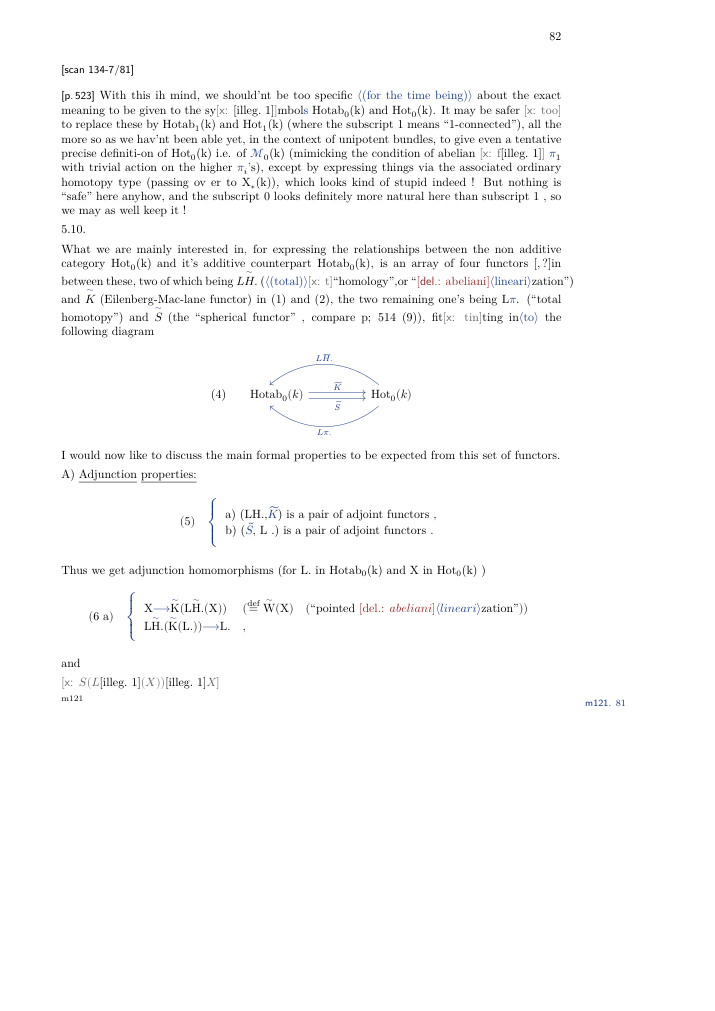 82
[scan 134-7/81]
[p. 523] With this ih mind, we should'nt be too specific ⟨(for the time being)⟩ about the exact
meaning to be given to the sy[x: [illeg. 1]]mbols Hotab₀(k) and Hot₀(k). It may be safer [x: too]
to replace these by Hotab₁(k) and Hot₁(k) (where the subscript 1 means “1-connected”), all the
more so as we hav'nt been able yet, in the context of unipotent bundles, to give even a tentative
precise definiti-on of Hot₀(k) i.e. of ℳ₀(k) (mimicking the condition of abelian [x: f[illeg. 1]] π₁
with trivial action on the higher πᵢ's), except by expressing things via the associated ordinary
homotopy type (passing ov er to X∗(k)), which looks kind of stupid indeed ! But nothing is
“safe” here anyhow, and the subscript 0 looks definitely more natural here than subscript 1 , so
we may as well keep it !
5.10.
What we are mainly interested in, for expressing the relationships between the non additive
category Hot₀(k) and it's additive counterpart Hotab₀(k), is an array of four functors [, ?]in
between these, two of which being LH̃. (⟨(total)⟩[x: t]“homology”,or “[del.: abeliani]⟨lineari⟩zation”)
and K̃ (Eilenberg-Mac-lane functor) in (1) and (2), the two remaining one's being Lπ. (“total
homotopy”) and S̃ (the “spherical functor” , compare p; 514 (9)), fit[x: tin]ting in⟨to⟩ the
following diagram
LH̃.
(4) Hotab₀(k) K̃ Hot₀(k)
S̃
Lπ.
I would now like to discuss the main formal properties to be expected from this set of functors.
A) Adjunction properties:
(5) { a) (LH.,K̃) is a pair of adjoint functors ,
b) (S̃, L .) is a pair of adjoint functors .
Thus we get adjunction homomorphisms (for L. in Hotab₀(k) and X in Hot₀(k) )
(6 a) { X⟶K̃(LH̃.(X)) (≝ W̃(X) (“pointed [del.: abeliani]⟨lineari⟩zation”))
LH̃.(K̃(L.))⟶L. ,
and
[x: S(L[illeg. 1](X))[illeg. 1]X]
m121
m121. 81